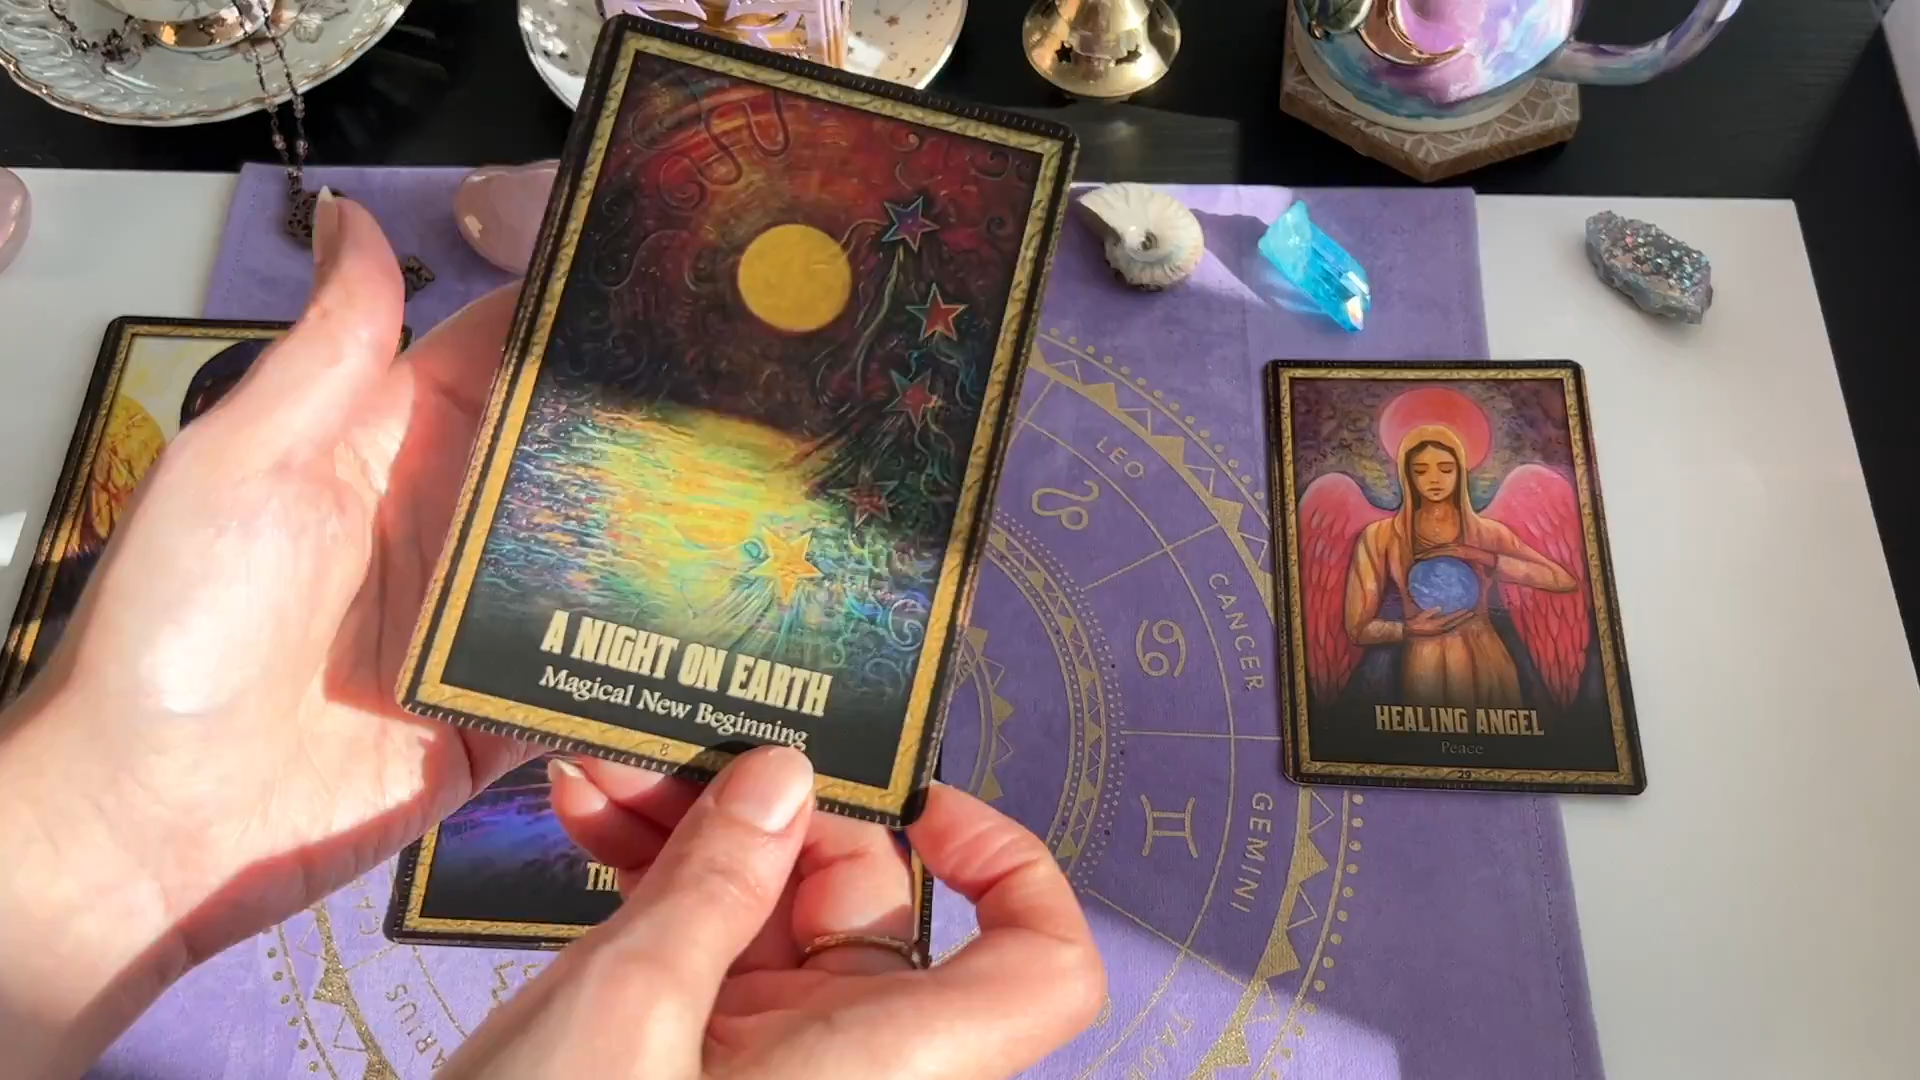 A NIGHT ON EARTH
Magical New Beginning
8
LEO
CANCER
GEMINI
HEALING ANGEL
Peace
29